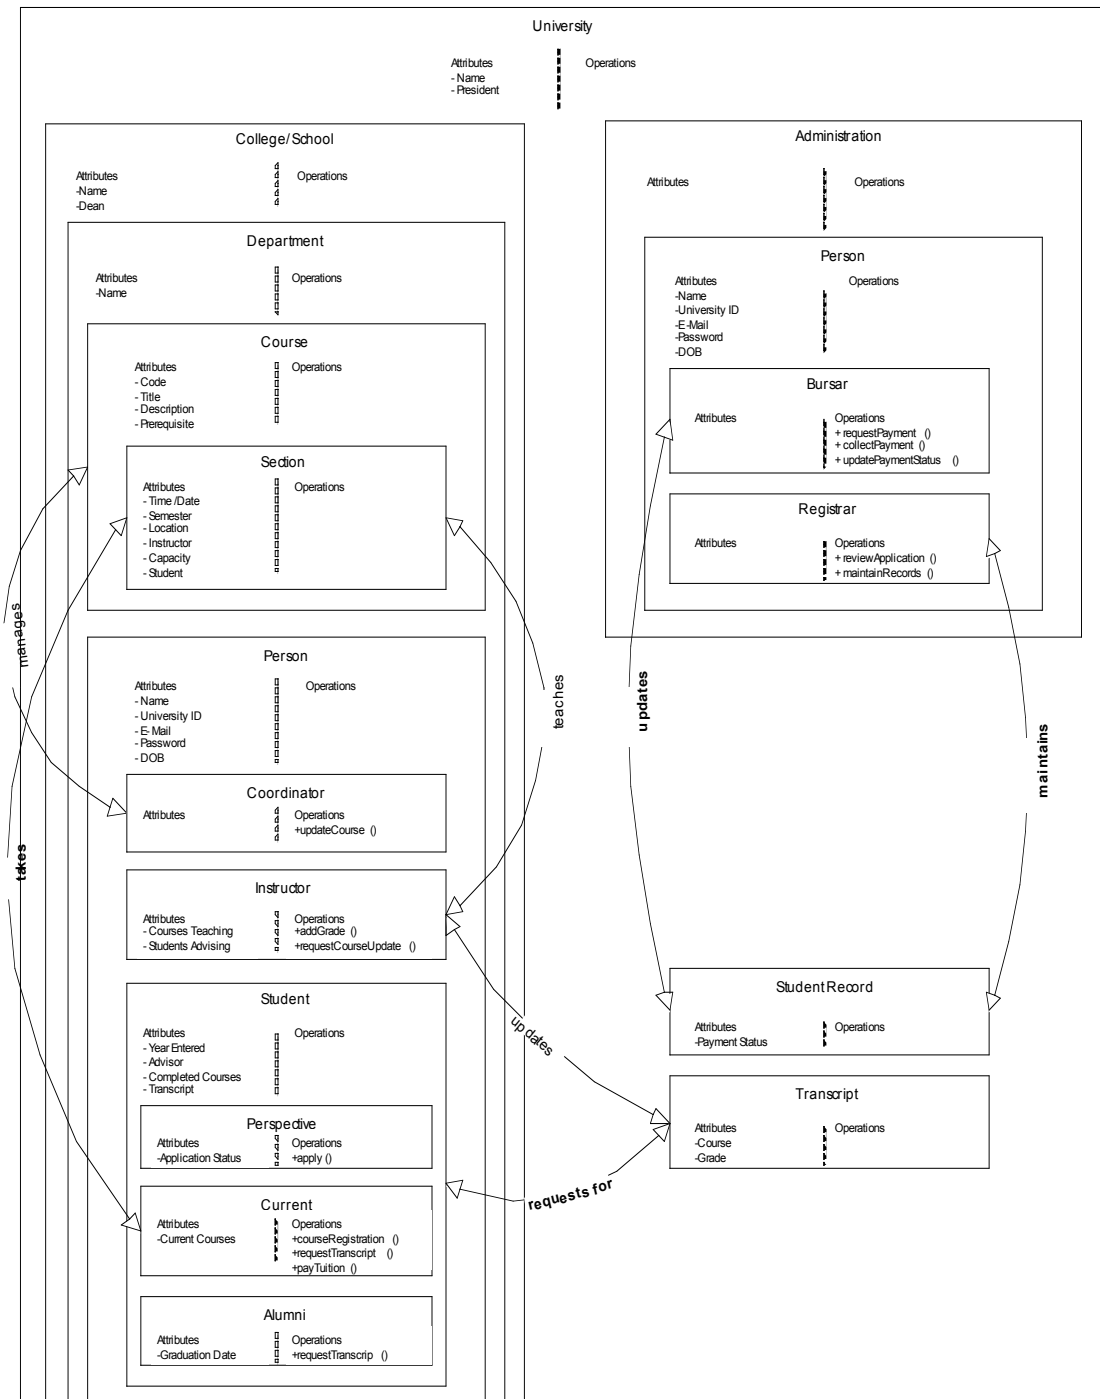 University
Attributes Operations
- Name
- President
College/School
Attributes Operations
-Name
-Dean
Department
Attributes Operations
-Name
Course
Attributes Operations
- Code
- Title
- Description
- Prerequisite
Section
Attributes Operations
- Time /Date
- Semester
- Location
- Instructor
- Capacity
- Student
Person
Attributes Operations
- Name
- University ID
- E-Mail
- Password
- DOB
Coordinator
Attributes Operations
+updateCourse ()
Instructor
Attributes Operations
- Courses Teaching +addGrade ()
- Students Advising +requestCourseUpdate ()
Student
Attributes Operations
- Year Entered
- Advisor
- Completed Courses
- Transcript
Perspective
Attributes Operations
-Application Status +apply ()
Current
Attributes Operations
-Current Courses +courseRegistration ()
+requestTranscript ()
+payTuition ()
Alumni
Attributes Operations
-Graduation Date +requestTranscrip ()
Administration
Attributes Operations
Person
Attributes Operations
-Name
-University ID
-E-Mail
-Password
-DOB
Bursar
Attributes Operations
+ requestPayment ()
+ collectPayment ()
+ updatePaymentStatus ()
Registrar
Attributes Operations
+ reviewApplication ()
+ maintainRecords ()
Student Record
Attributes Operations
-Payment Status
Transcript
Attributes Operations
-Course
-Grade
manages
takes
teaches
updates
requests for
updates
maintains